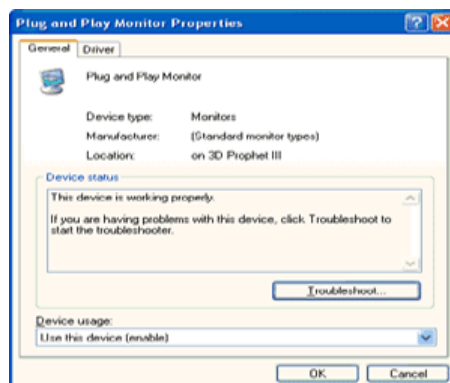 Plug and Play Monitor Properties
General Driver
Plug and Play Monitor
Device type: Monitors
Manufacturer: (Standard monitor types)
Location: on 3D Prophet III
Device status
This device is working properly.
If you are having problems with this device, click Troubleshoot to
start the troubleshooter.
Troubleshoot...
Device usage:
Use this device (enable)
OK Cancel